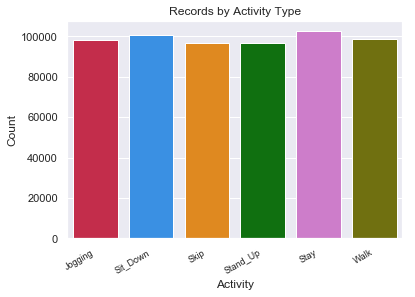 Records by Activity Type
100000
80000
60000
40000
20000
0
Count
Jogging
Sit_Down
Skip
Stand_Up
Stay
Walk
Activity